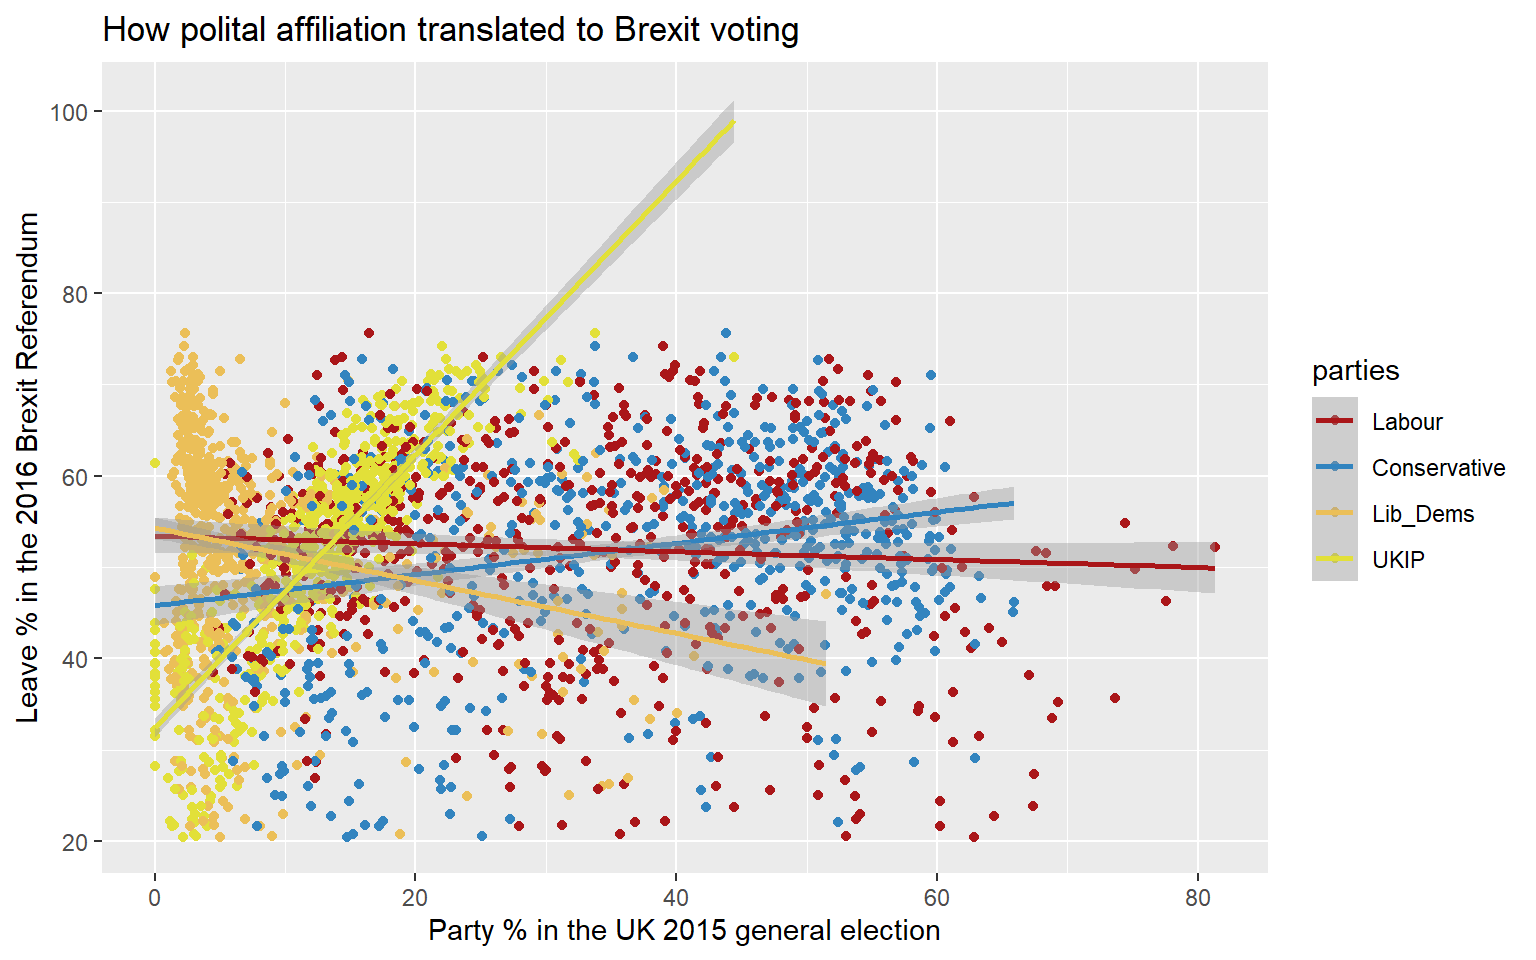 How polital affiliation translated to Brexit voting
Leave % in the 2016 Brexit Referendum
100
80
60
40
20
0
20
40
60
80
Party % in the UK 2015 general election
parties
Labour
Conservative
Lib_Dems
UKIP